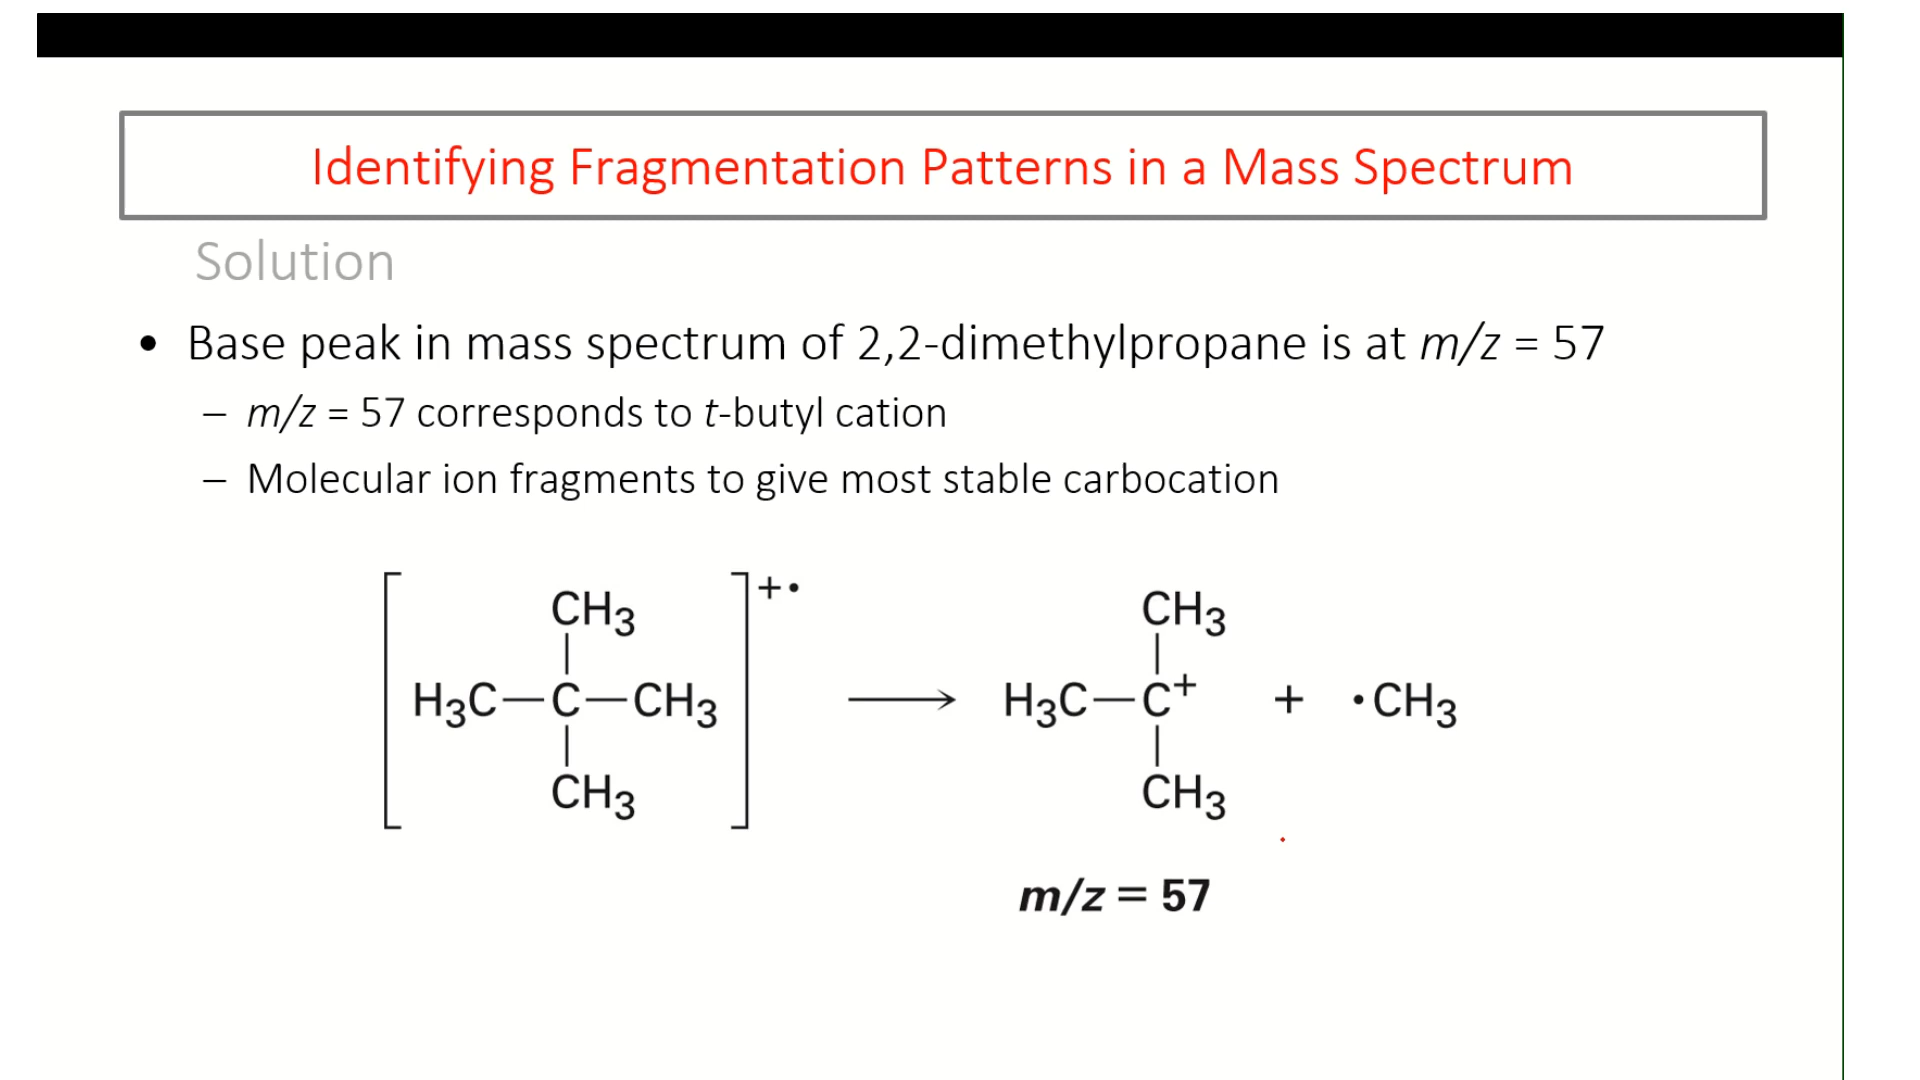 Identifying Fragmentation Patterns in a Mass Spectrum
Solution
• Base peak in mass spectrum of 2,2-dimethylpropane is at m/z = 57
– m/z = 57 corresponds to t-butyl cation
– Molecular ion fragments to give most stable carbocation
CH3 +• CH3
H3C—C—CH3 ⟶ H3C—C+ + •CH3
CH3 CH3
m/z = 57